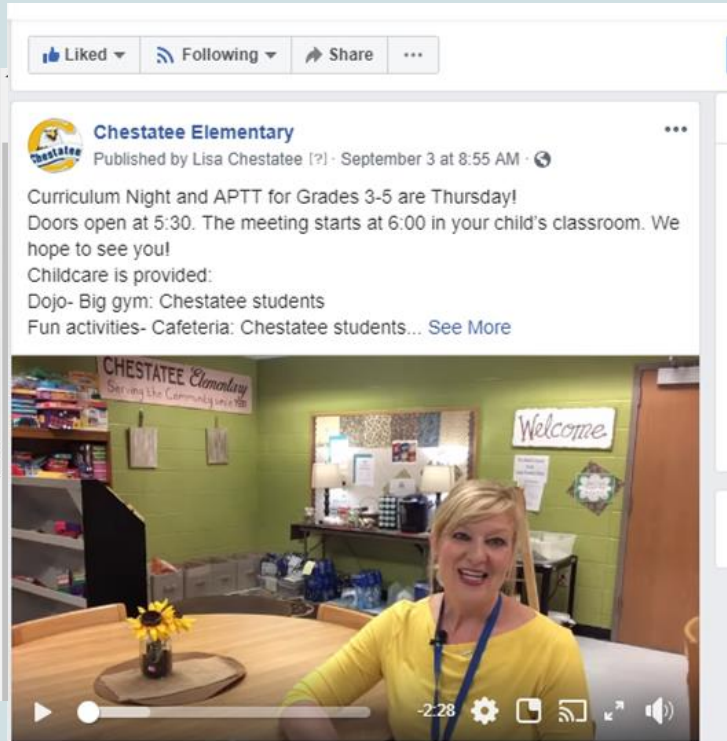 Liked
Following
Share
Chestatee
Chestatee Elementary
Published by Lisa Chestatee [?] · September 3 at 8:55 AM ·
Curriculum Night and APTT for Grades 3-5 are Thursday!
Doors open at 5:30. The meeting starts at 6:00 in your child's classroom. We
hope to see you!
Childcare is provided:
Dojo- Big gym: Chestatee students
Fun activities- Cafeteria: Chestatee students... See More
CHESTATEE Elementary
Serving the Community since
Welcome
-2:28